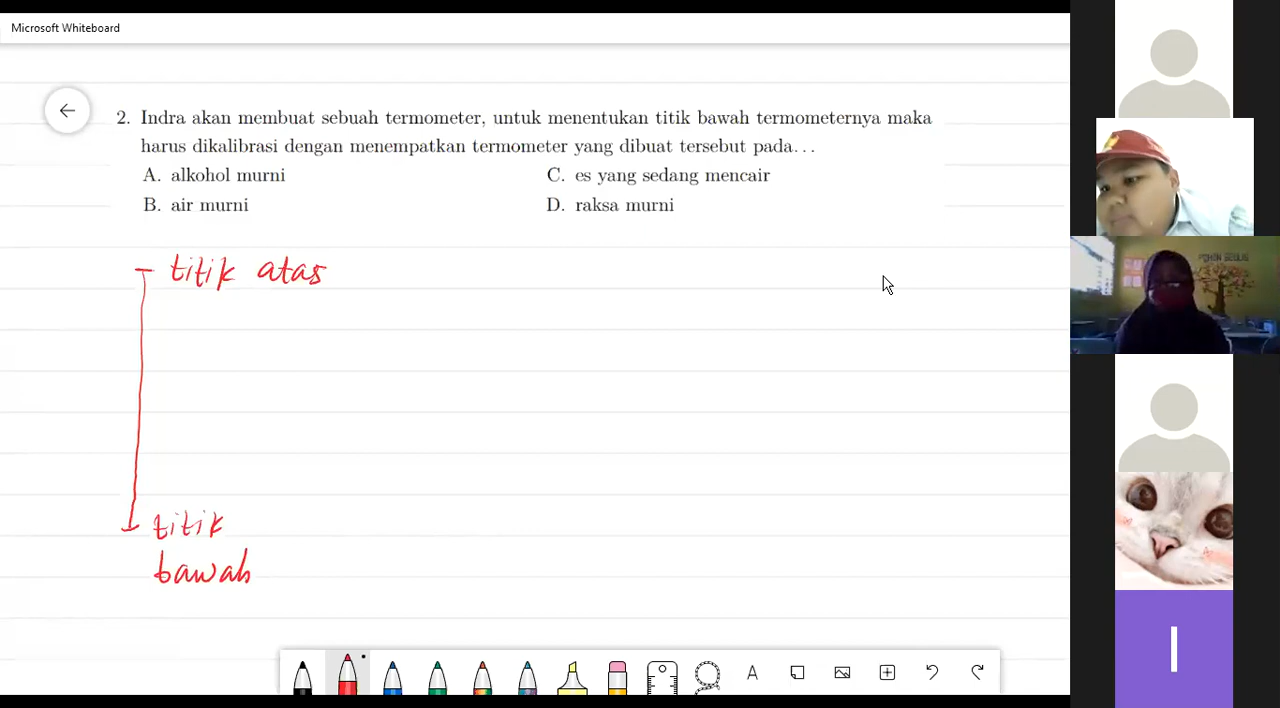 Microsoft Whiteboard
2. Indra akan membuat sebuah termometer, untuk menentukan titik bawah termometernya maka
harus dikalibrasi dengan menempatkan termometer yang dibuat tersebut pada...
A. alkohol murni
C. es yang sedang mencair
B. air murni
D. raksa murni
titik atas
titik
bawah
A
POHON
I